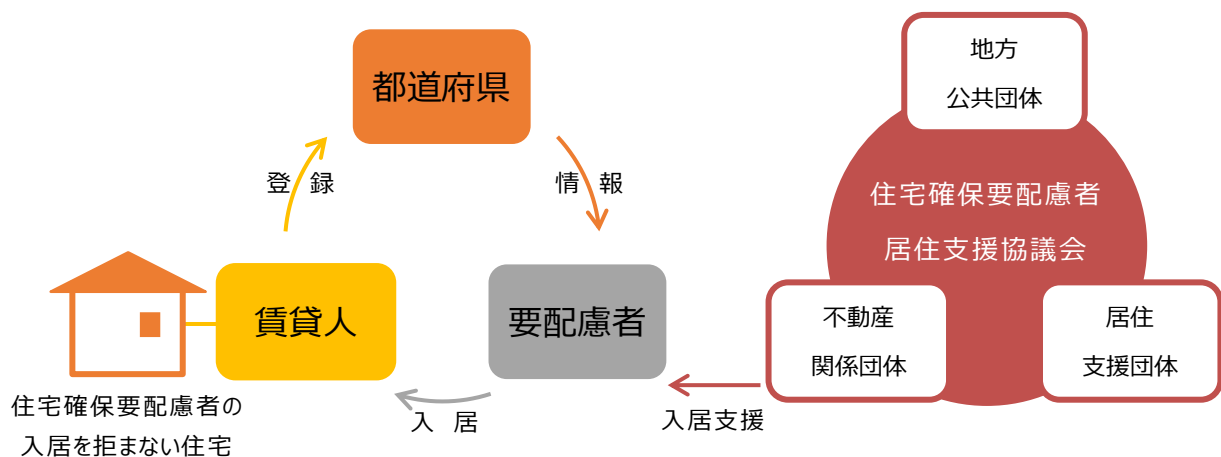 都道府県
登録
情報
賃貸人
要配慮者
入居
住宅確保要配慮者の
入居を拒まない住宅
地方
公共団体
住宅確保要配慮者
居住支援協議会
不動産
関係団体
居住
支援団体
入居支援